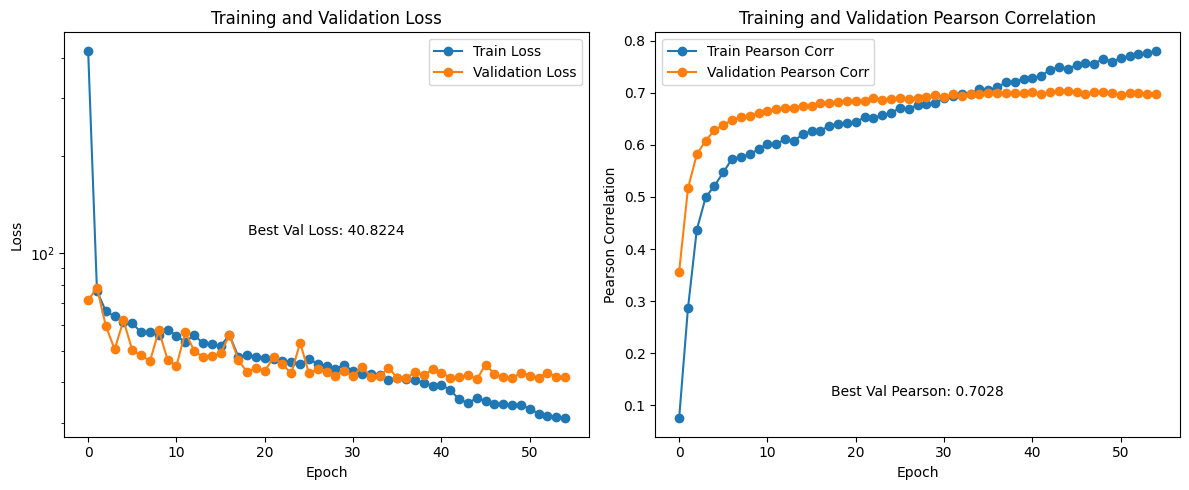 Training and Validation Loss
Train Loss
Validation Loss
Best Val Loss: 40.8224
Loss
10²
0
10
20
30
40
50
Epoch
Training and Validation Pearson Correlation
Train Pearson Corr
Validation Pearson Corr
Best Val Pearson: 0.7028
Pearson Correlation
0.8
0.7
0.6
0.5
0.4
0.3
0.2
0.1
0
10
20
30
40
50
Epoch